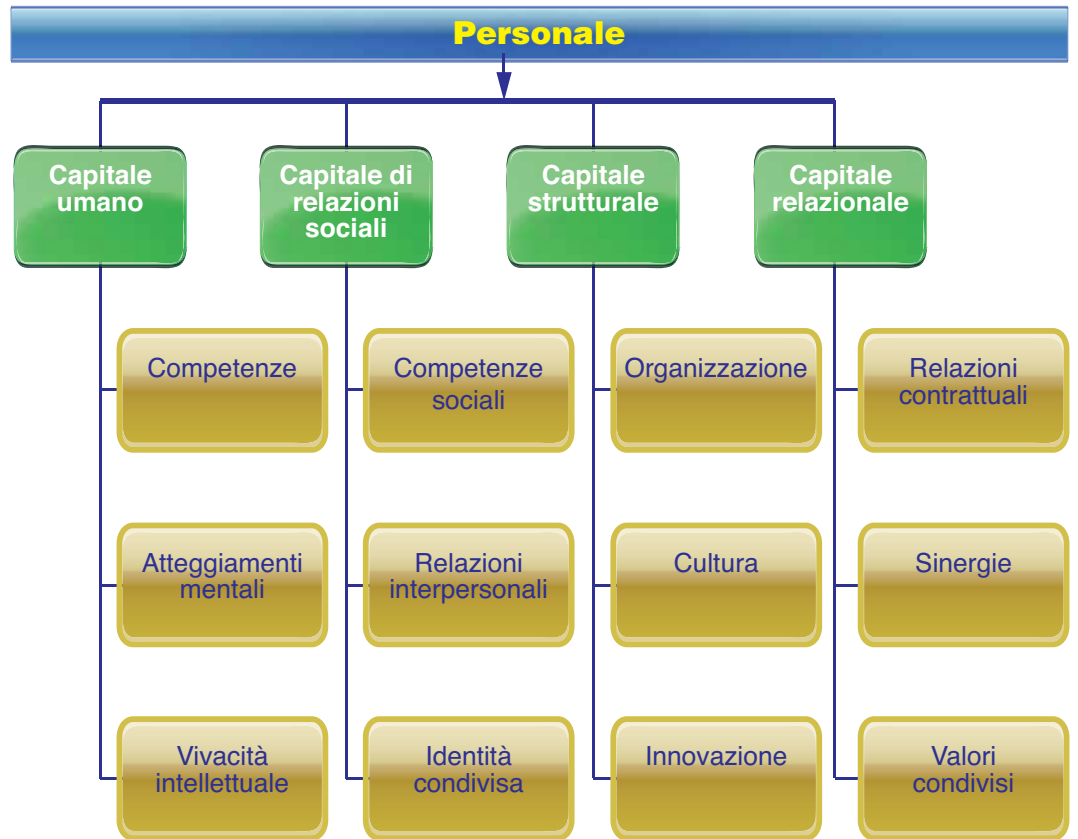 Personale
Capitale
umano
Capitale di
relazioni
sociali
Capitale
strutturale
Capitale
relazionale
Competenze
Competenze
sociali
Organizzazione
Relazioni
contrattuali
Atteggiamenti
mentali
Relazioni
interpersonali
Cultura
Sinergie
Vivacità
intellettuale
Identità
condivisa
Innovazione
Valori
condivisi